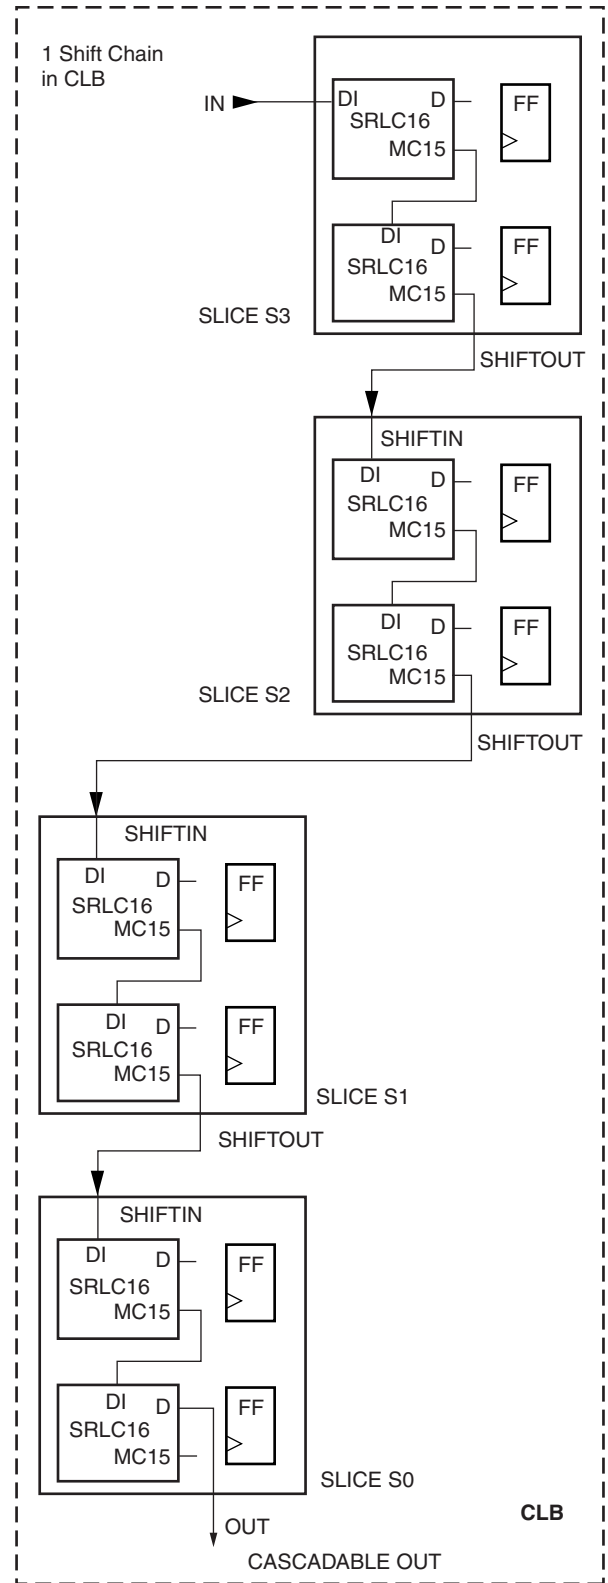 1 Shift Chain
in CLB
IN
DI
D
SRLC16
MC15
FF
DI
D
SRLC16
MC15
FF
SLICE S3
SHIFTOUT
SHIFTIN
DI
D
SRLC16
MC15
FF
DI
D
SRLC16
MC15
FF
SLICE S2
SHIFTOUT
SHIFTIN
DI
D
SRLC16
MC15
FF
DI
D
SRLC16
MC15
FF
SLICE S1
SHIFTOUT
SHIFTIN
DI
D
SRLC16
MC15
FF
DI
D
SRLC16
MC15
FF
SLICE S0
OUT
CLB
CASCADABLE OUT